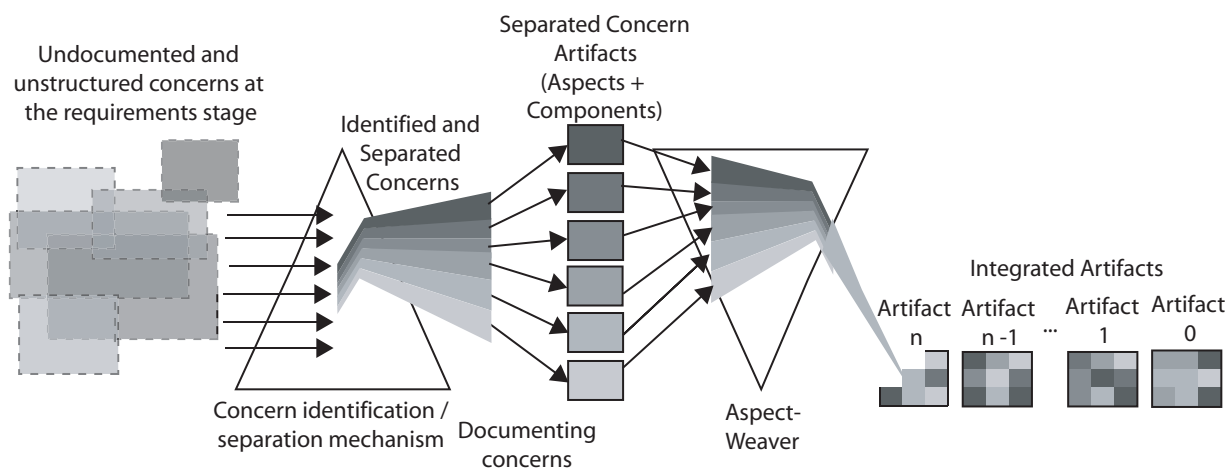 Undocumented and
unstructured concerns at
the requirements stage
Identified and
Separated
Concerns
Separated Concern
Artifacts
(Aspects +
Components)
Concern identification /
separation mechanism
Documenting
concerns
Aspect-
Weaver
Integrated Artifacts
Artifact
n
Artifact
n -1
...
Artifact
1
Artifact
0